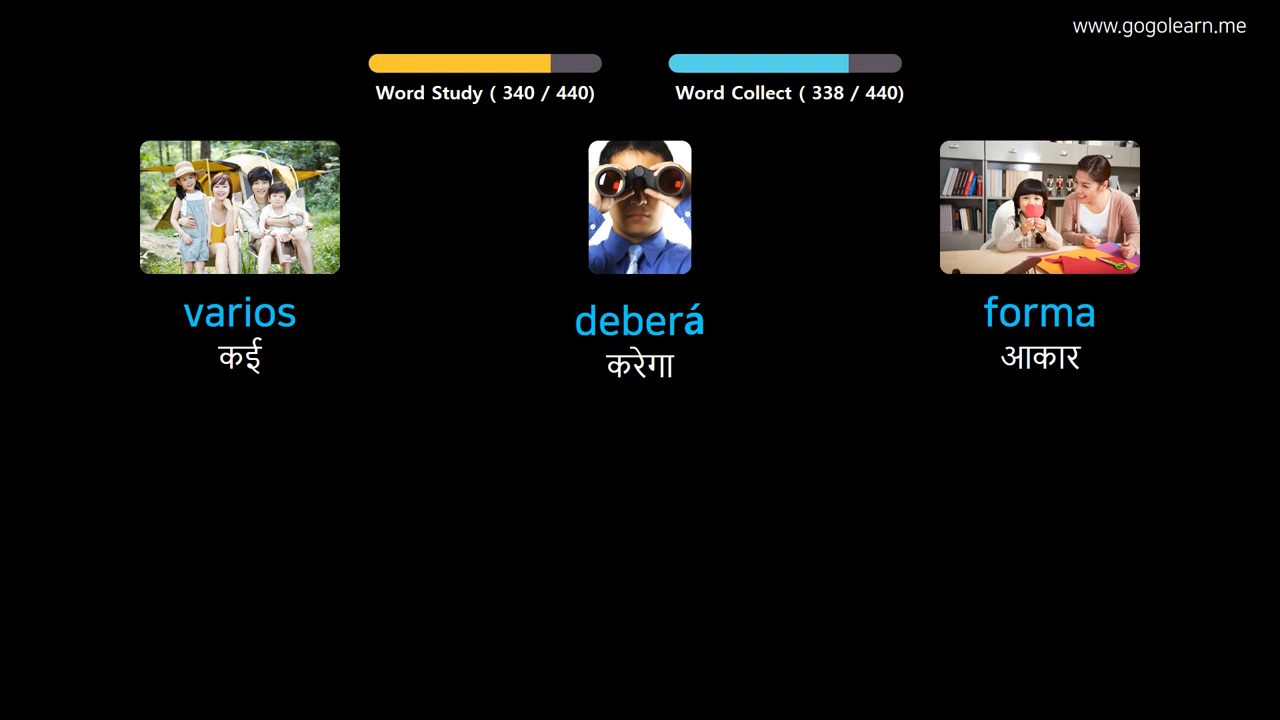 www.gogolearn.me
Word Study ( 340 / 440)
Word Collect ( 338 / 440)
varios
कई
deberá
करेगा
forma
आकार